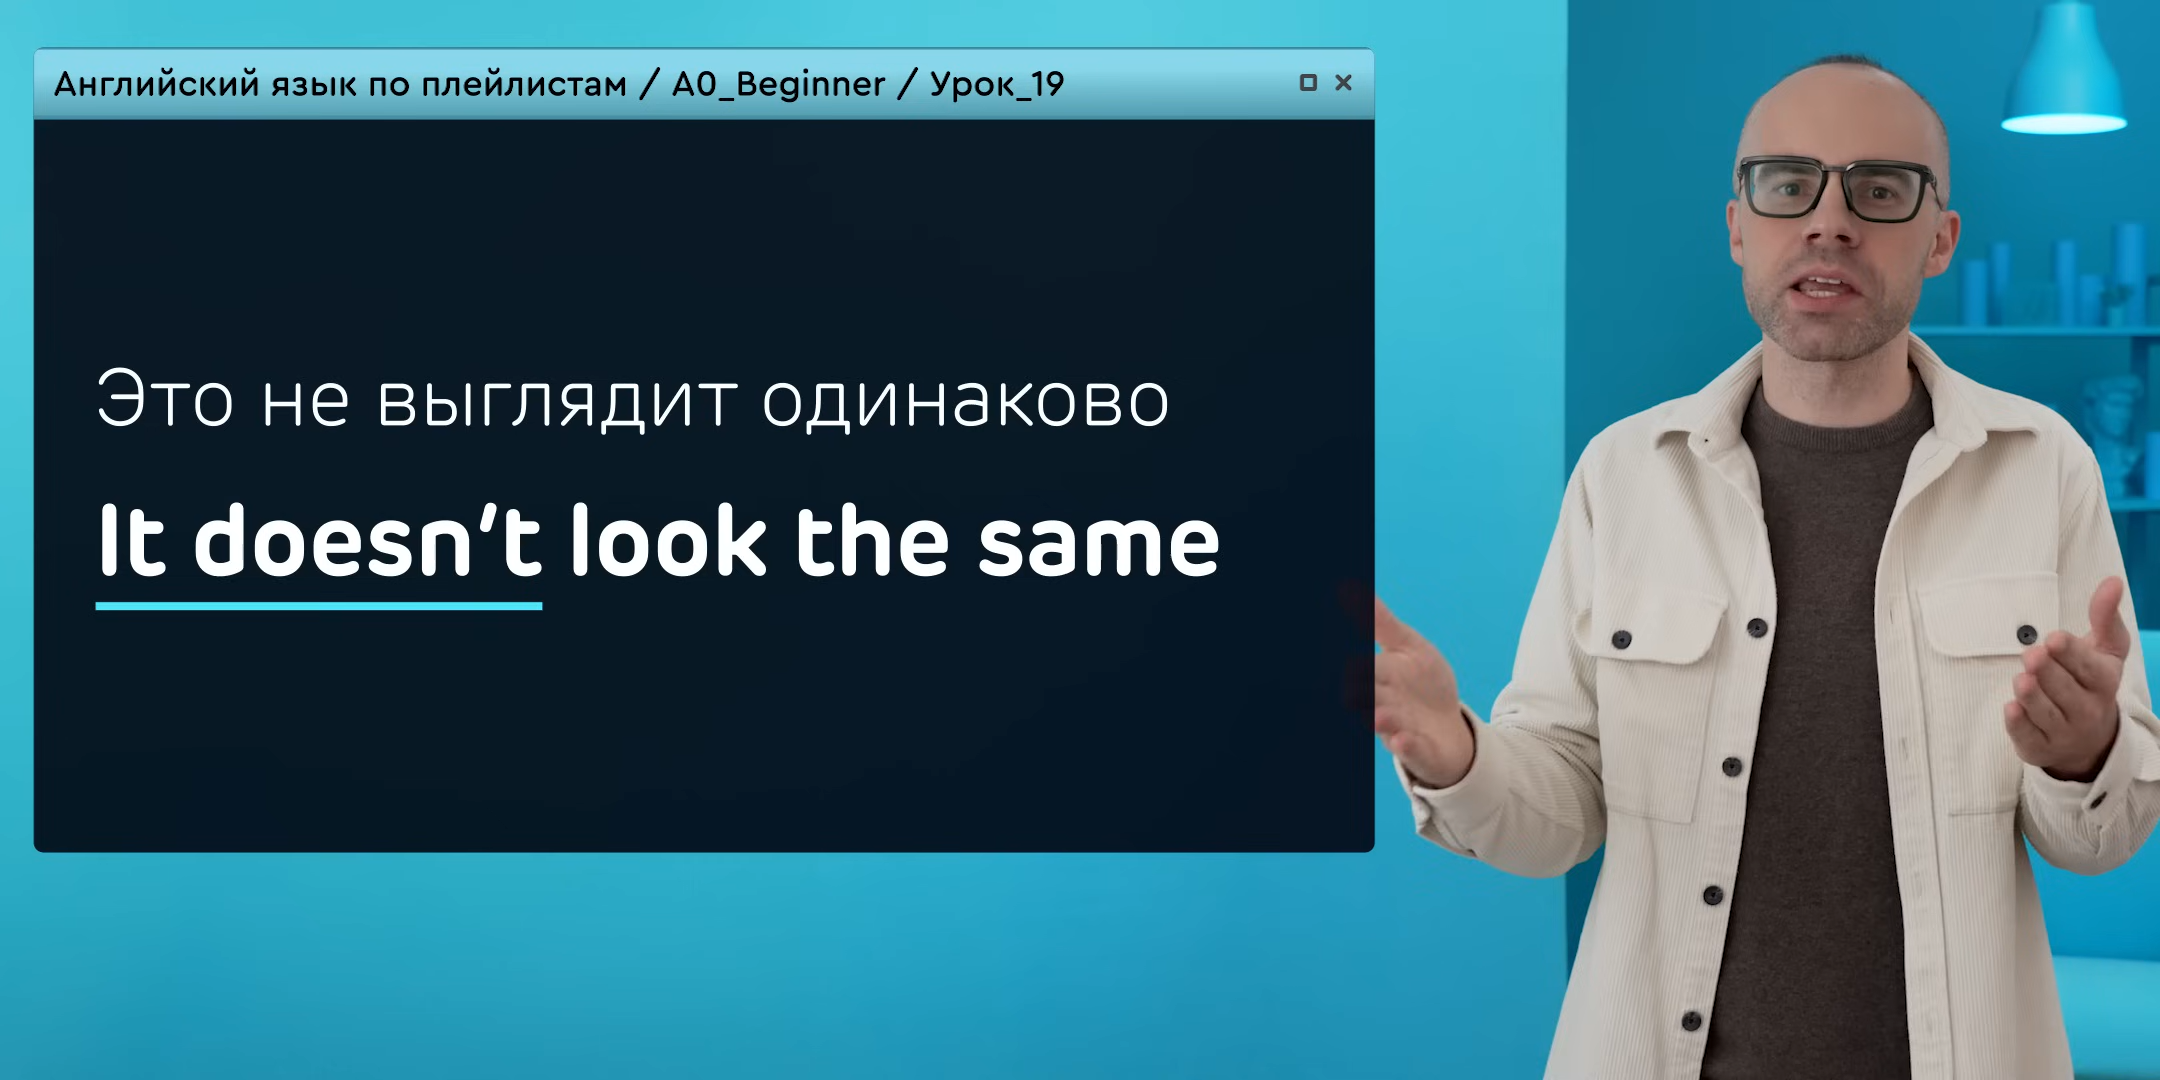 Английский язык по плейлистам / A0_Beginner / Урок_19
Это не выглядит одинаково
It doesn’t look the same